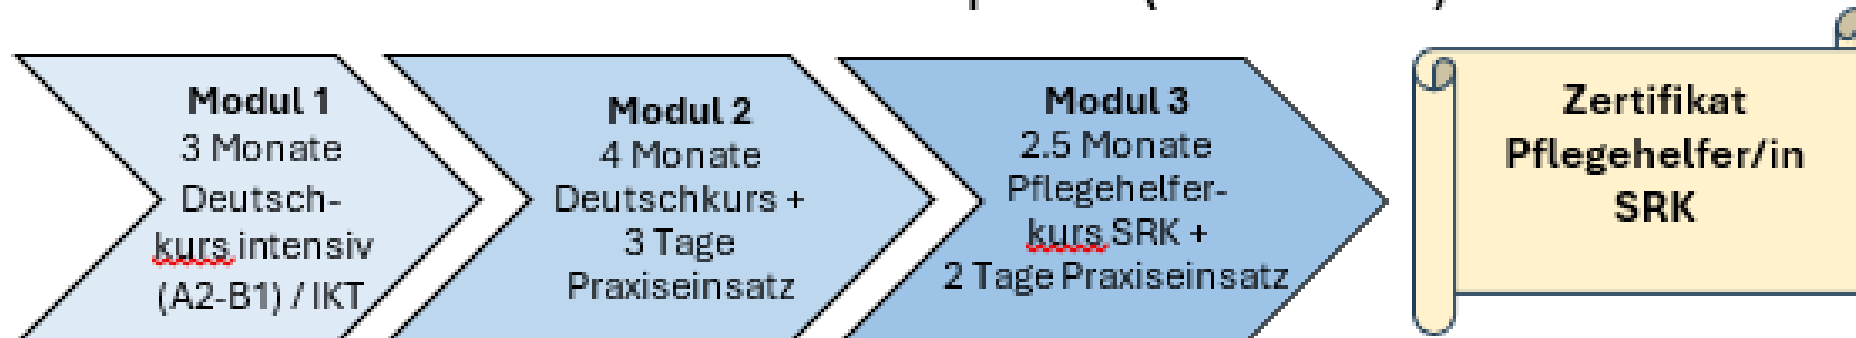 Modul 1
3 Monate
Deutsch-
kurs intensiv
(A2-B1) / IKT
Modul 2
4 Monate
Deutschkurs +
3 Tage
Praxiseinsatz
Modul 3
2.5 Monate
Pflegehelfer-
kurs SRK +
2 Tage Praxiseinsatz
Zertifikat
Pflegehelfer/in
SRK